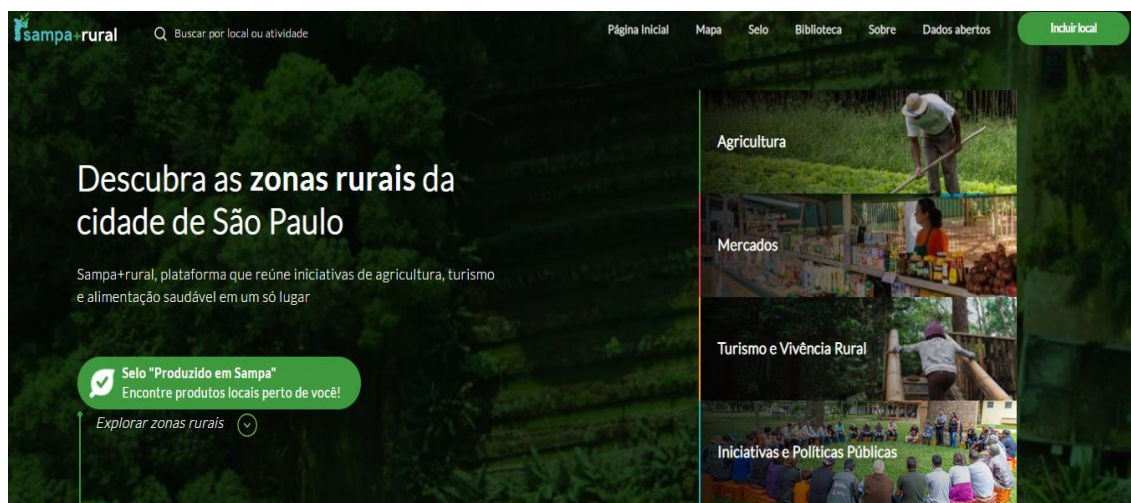 sampa+rural
Buscar por local ou atividade
Página Inicial
Mapa
Selo
Biblioteca
Sobre
Dados abertos
Incluir local
Descubra as zonas rurais da
cidade de São Paulo
Sampa+rural, plataforma que reúne iniciativas de agricultura, turismo
e alimentação saudável em um só lugar
Selo "Produzido em Sampa"
Encontre produtos locais perto de você!
Explorar zonas rurais
Agricultura
Mercados
Turismo e Vivência Rural
Iniciativas e Políticas Públicas